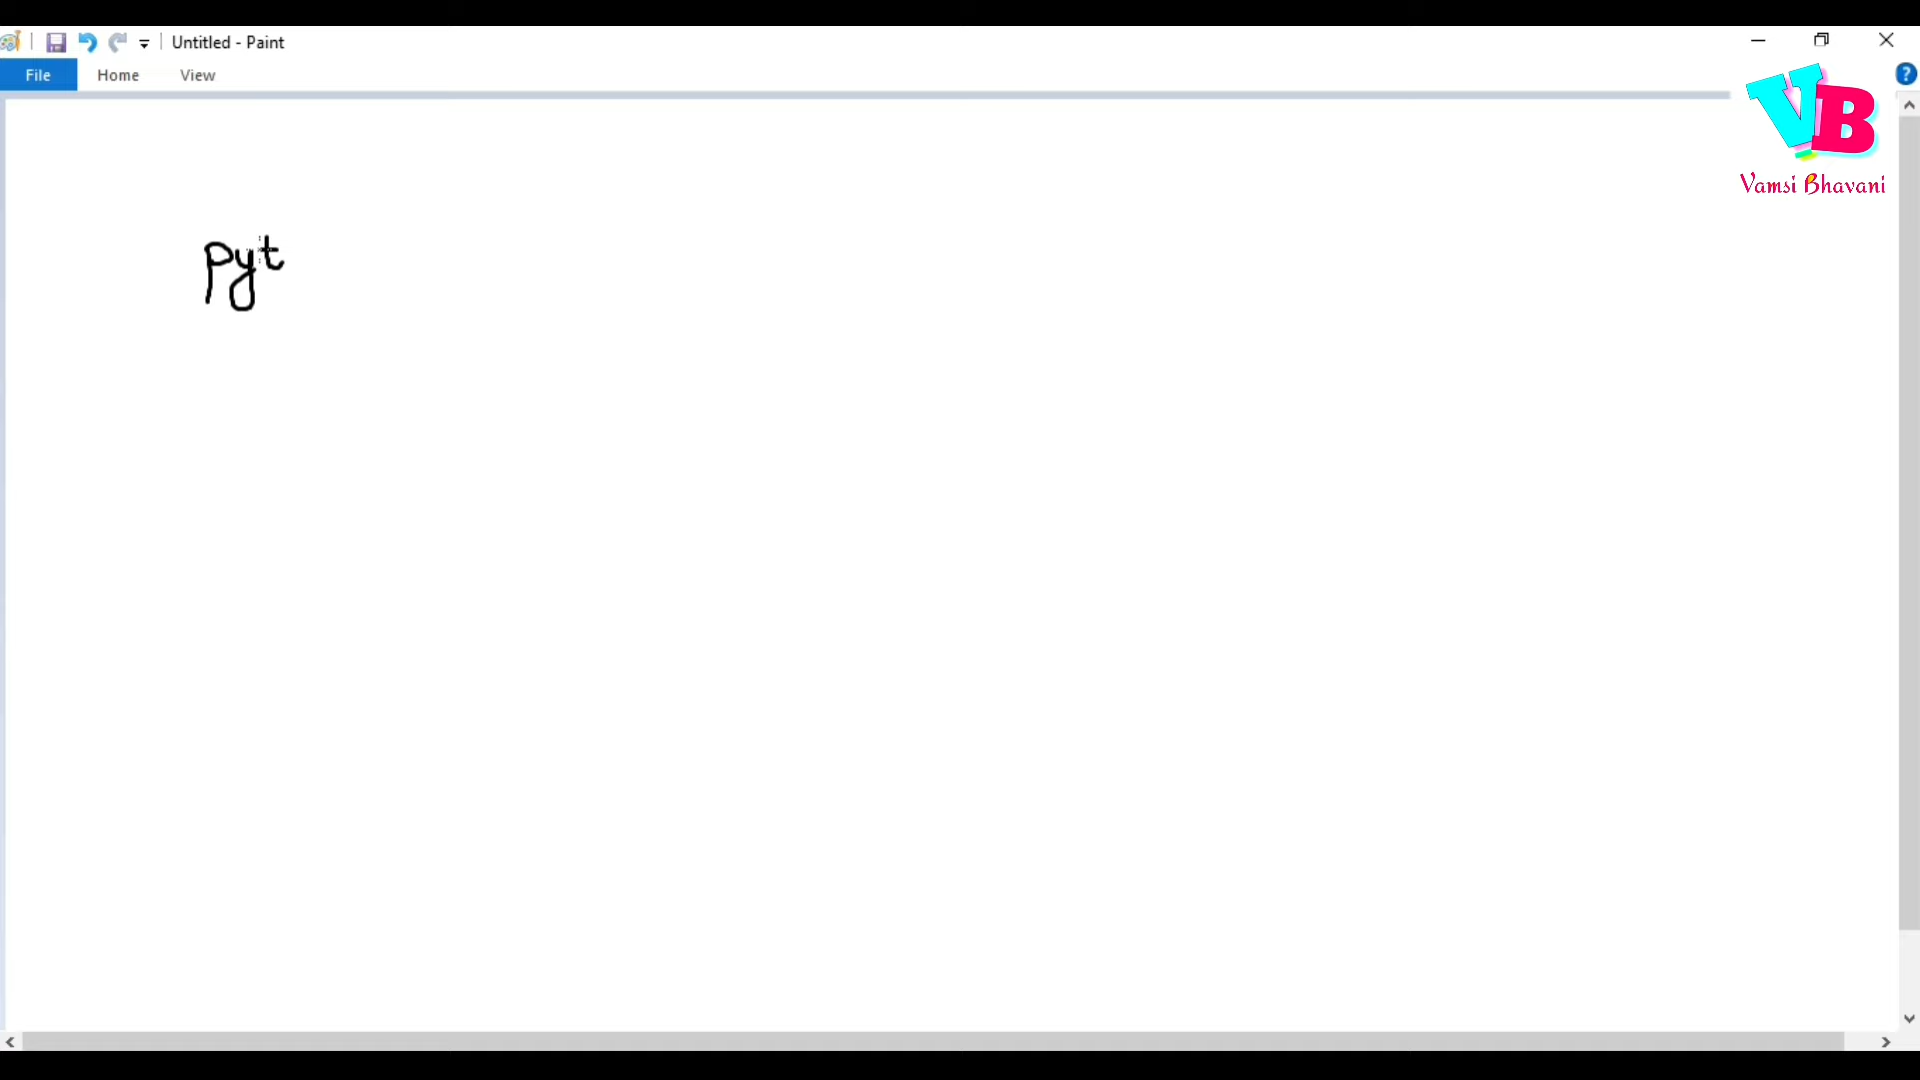 Untitled - Paint
File Home View
?
VB
Vamsi Bhavani
Pyt